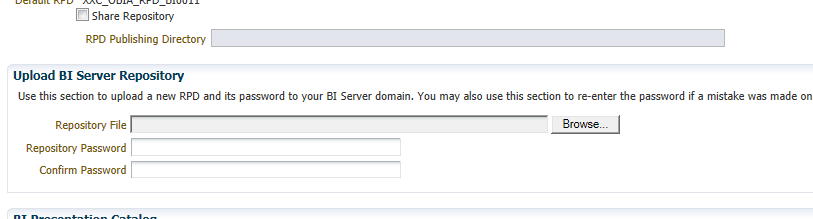 Default RPD XXC_OBIA_RPD_BI0011
Share Repository
RPD Publishing Directory
Upload BI Server Repository
Use this section to upload a new RPD and its password to your BI Server domain. You may also use this section to re-enter the password if a mistake was made on
Repository File Browse...
Repository Password
Confirm Password
BI Presentation Catalog